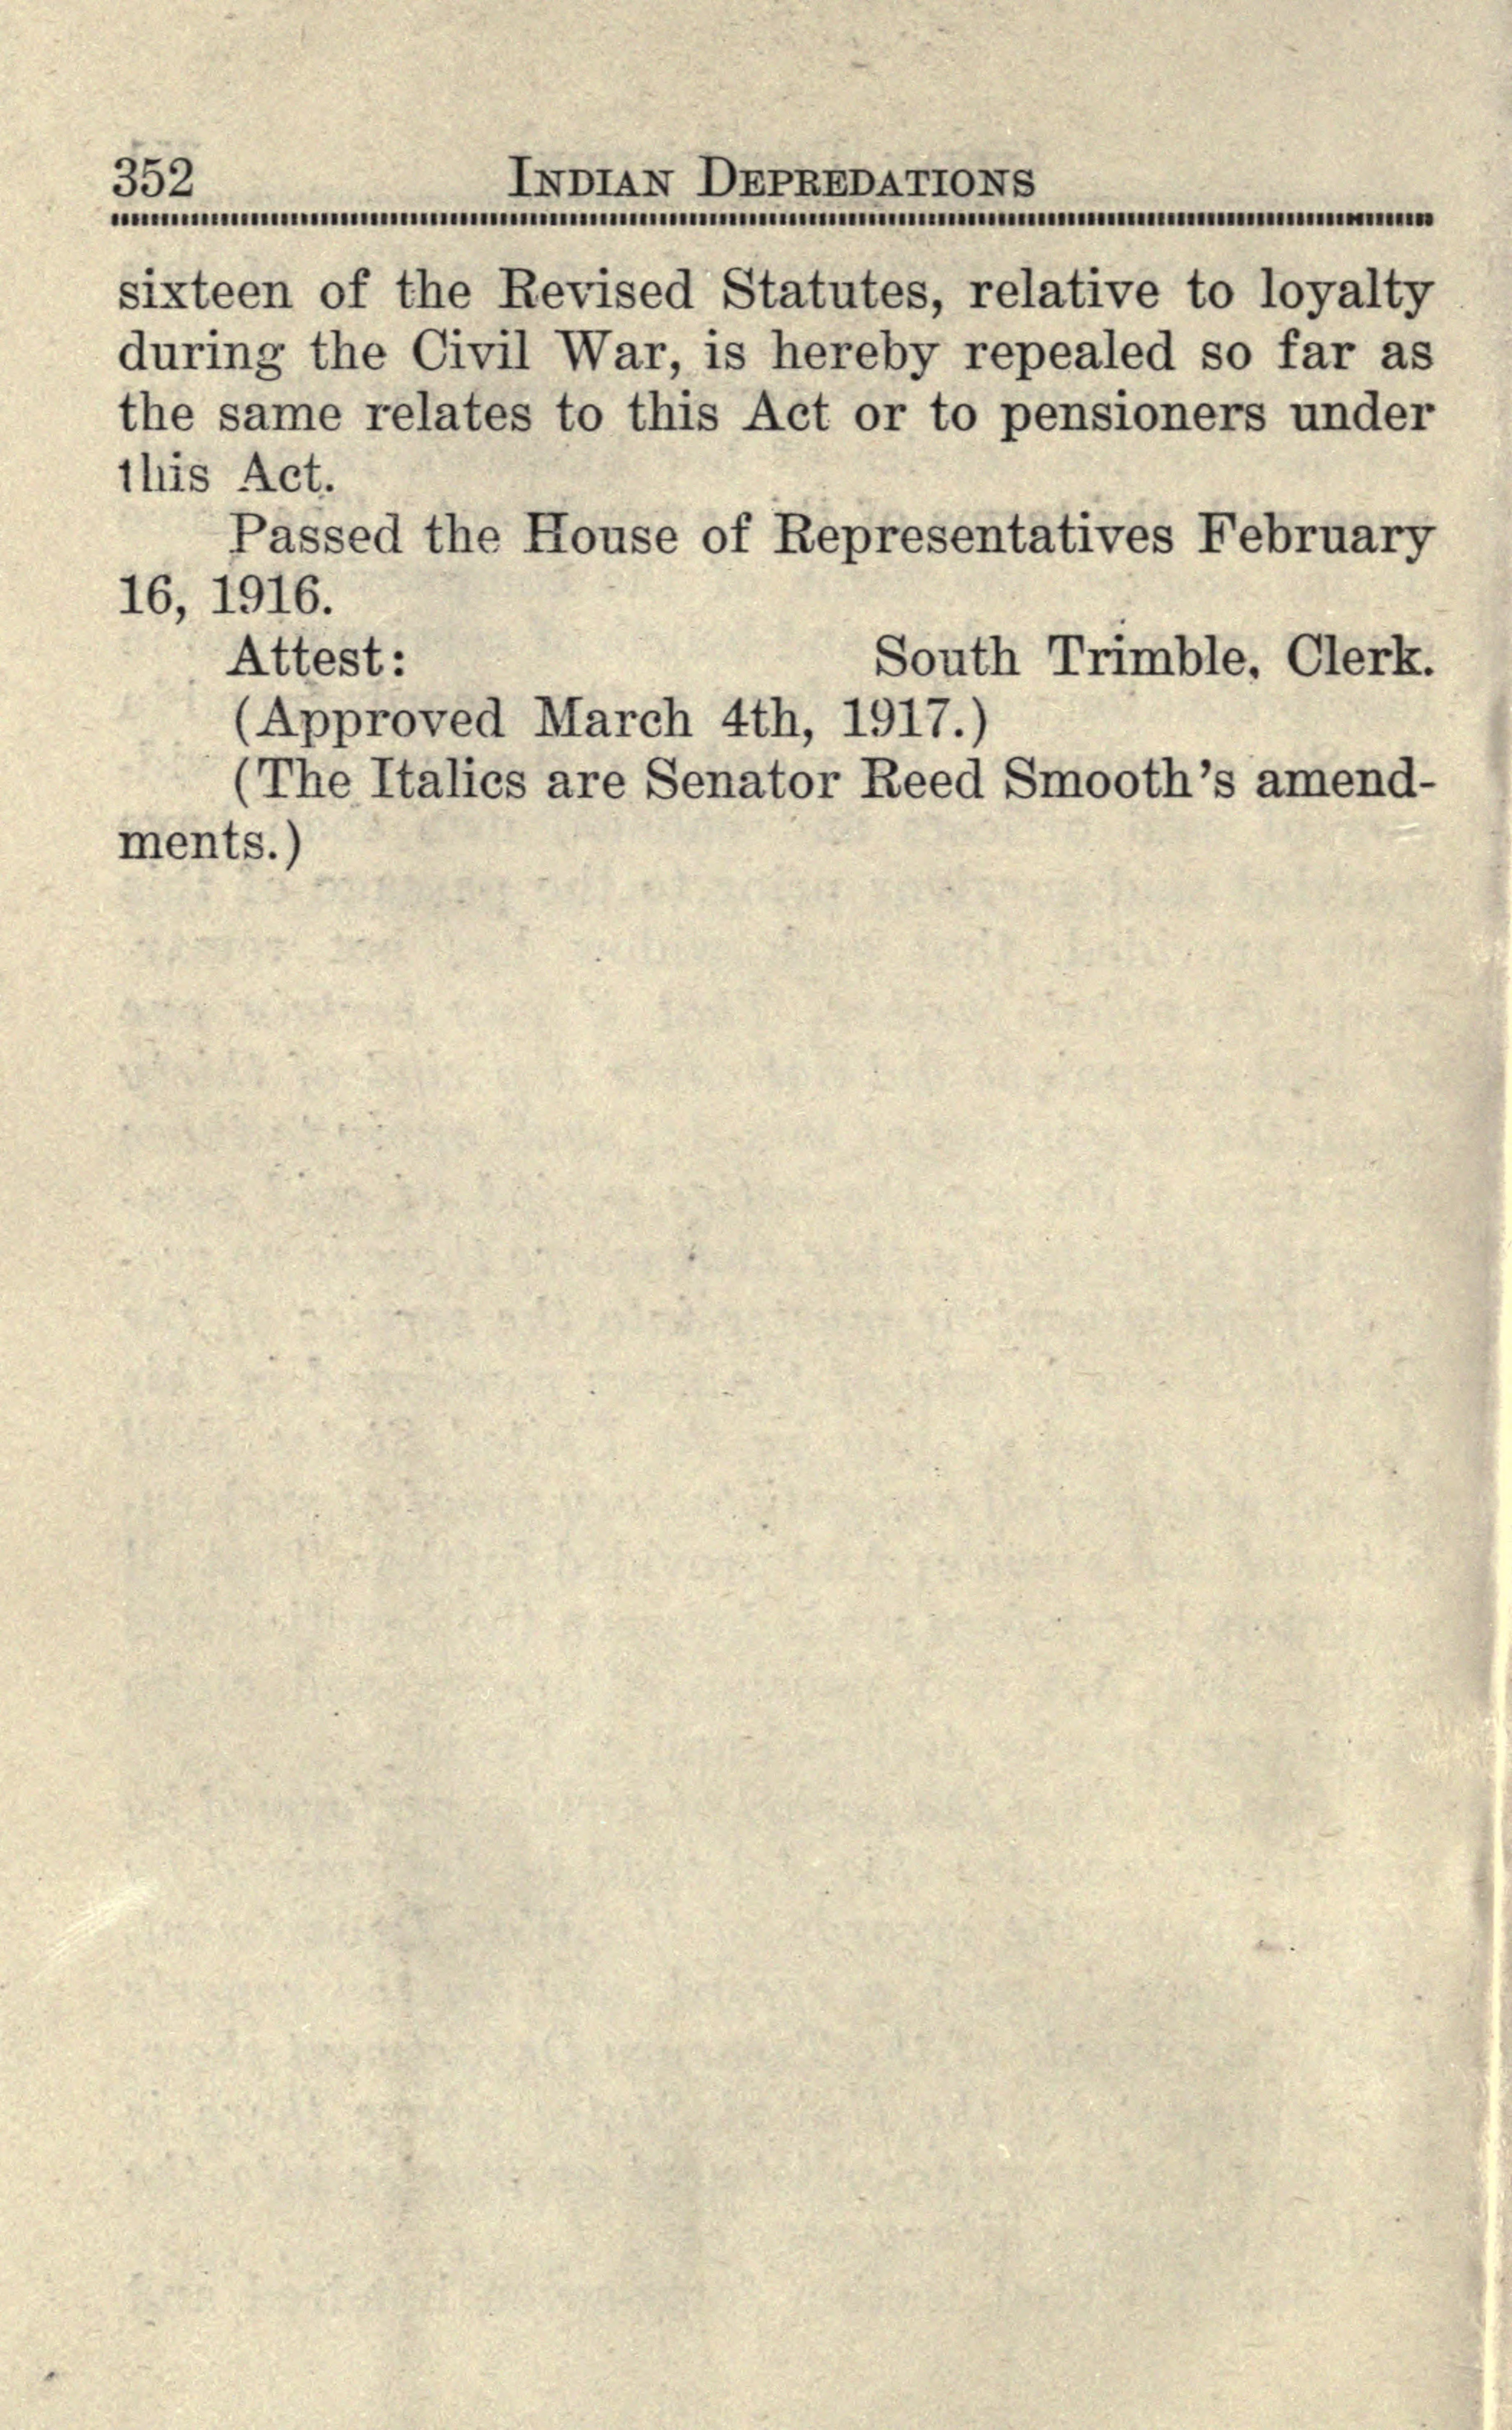 352 INDIAN DEPREDATIONS
sixteen of the Revised Statutes, relative to loyalty
during the Civil War, is hereby repealed so far as
the same relates to this Act or to pensioners under
this Act.
Passed the House of Representatives February
16, 1916.
Attest: South Trimble, Clerk.
(Approved March 4th, 1917.)
(The Italics are Senator Reed Smooth's amend-
ments.)